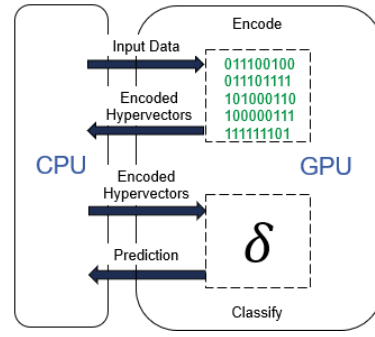 Encode
Input Data
011100100
011101111
101000110
100000111
111111101
Encoded
Hypervectors
CPU
GPU
Encoded
Hypervectors
δ
Prediction
Classify